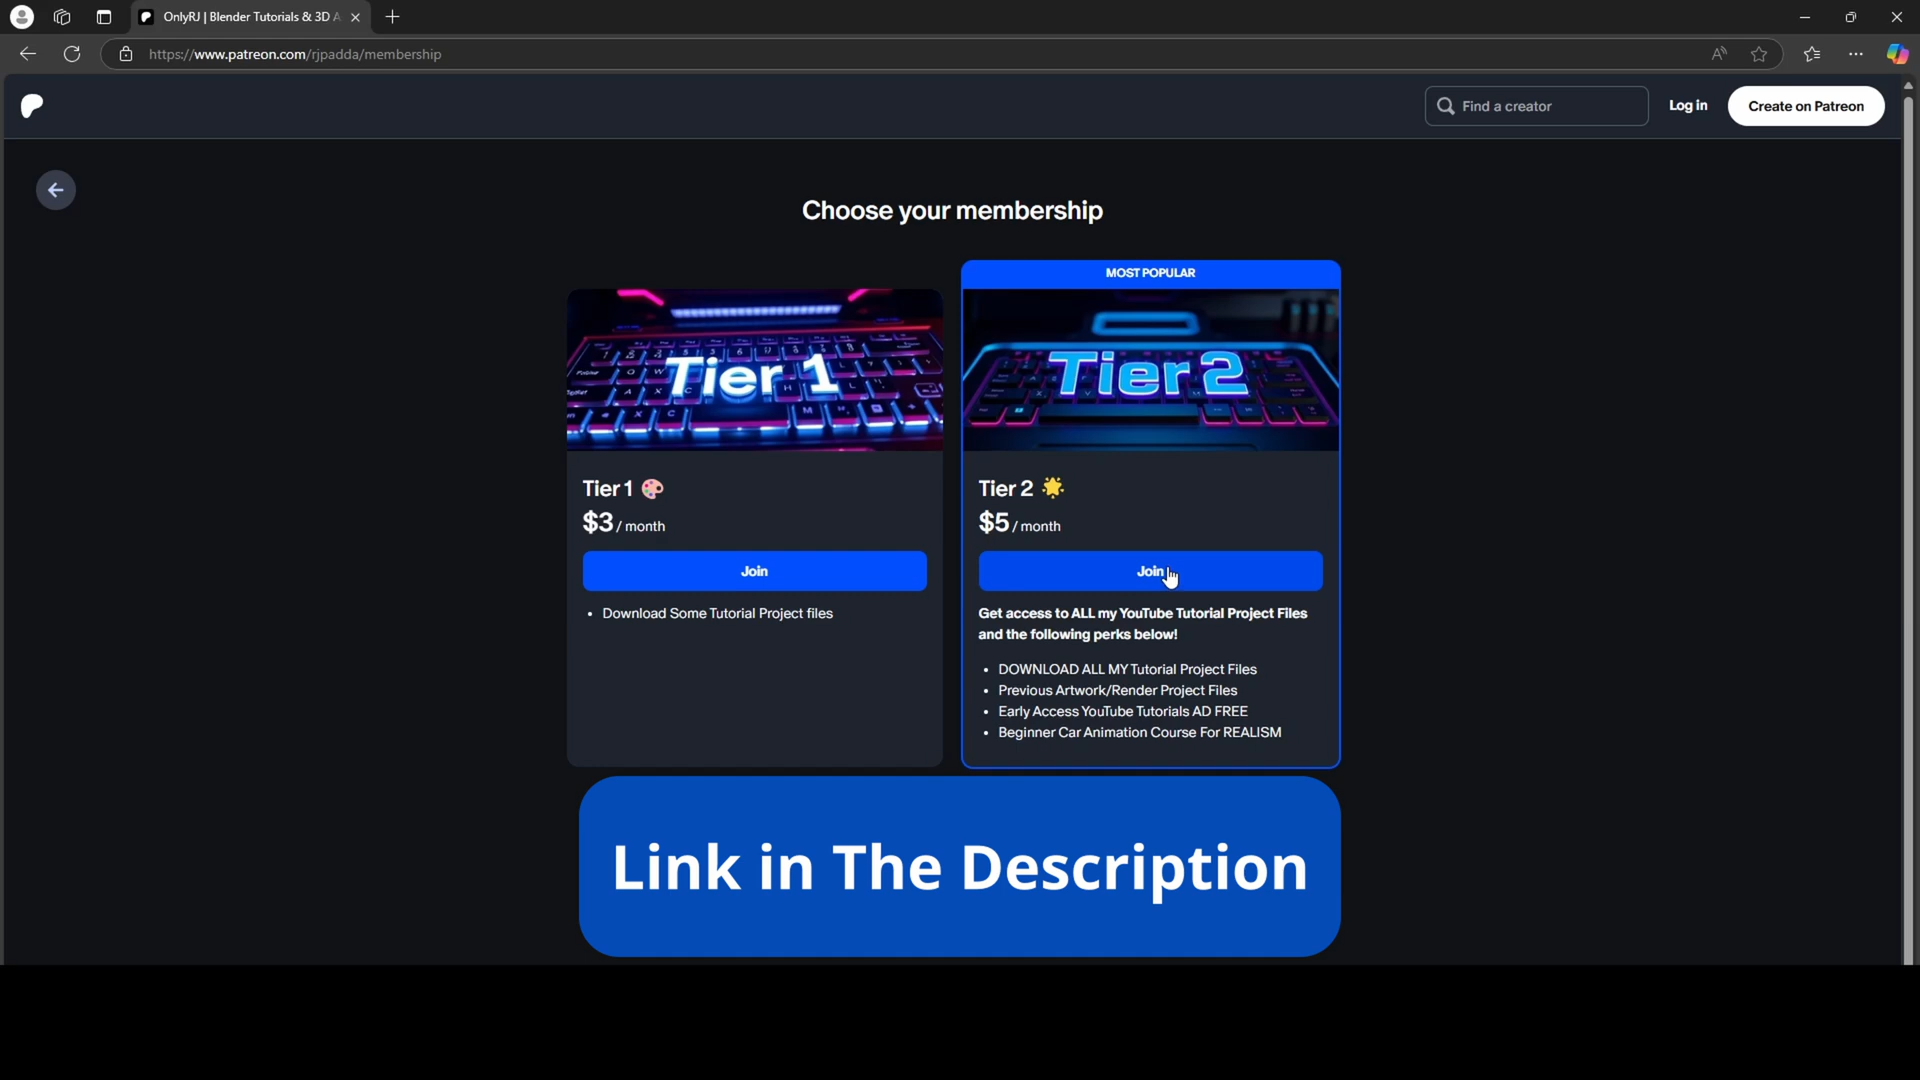 OnlyRJ | Blender Tutorials & 3D A
https://www.patreon.com/rjpadda/membership
Find a creator
Log in
Create on Patreon
Choose your membership
MOST POPULAR
Tier 1
Tier 2
Tier 1 🎨
$3 / month
Join
• Download Some Tutorial Project files
Tier 2 🌟
$5 / month
Join
Get access to ALL my YouTube Tutorial Project Files
and the following perks below!
• DOWNLOAD ALL MY Tutorial Project Files
• Previous Artwork/Render Project Files
• Early Access YouTube Tutorials AD FREE
• Beginner Car Animation Course For REALISM
Link in The Description